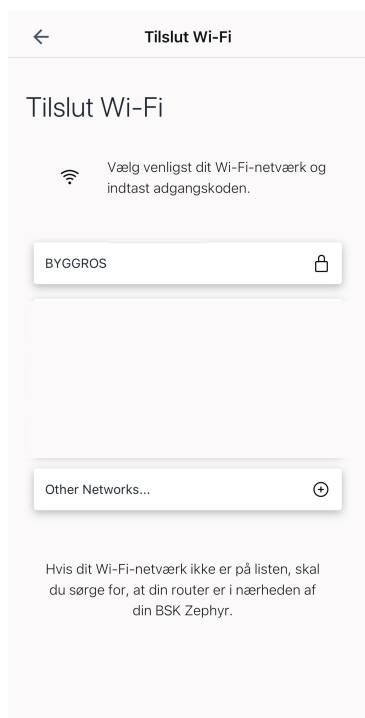 Tilslut Wi-Fi
Tilslut Wi-Fi
Vælg venligst dit Wi-Fi-netværk og
indtast adgangskoden.
BYGGROS
Other Networks...
Hvis dit Wi-Fi-netværk ikke er på listen, skal
du sørge for, at din router er i nærheden af
din BSK Zephyr.